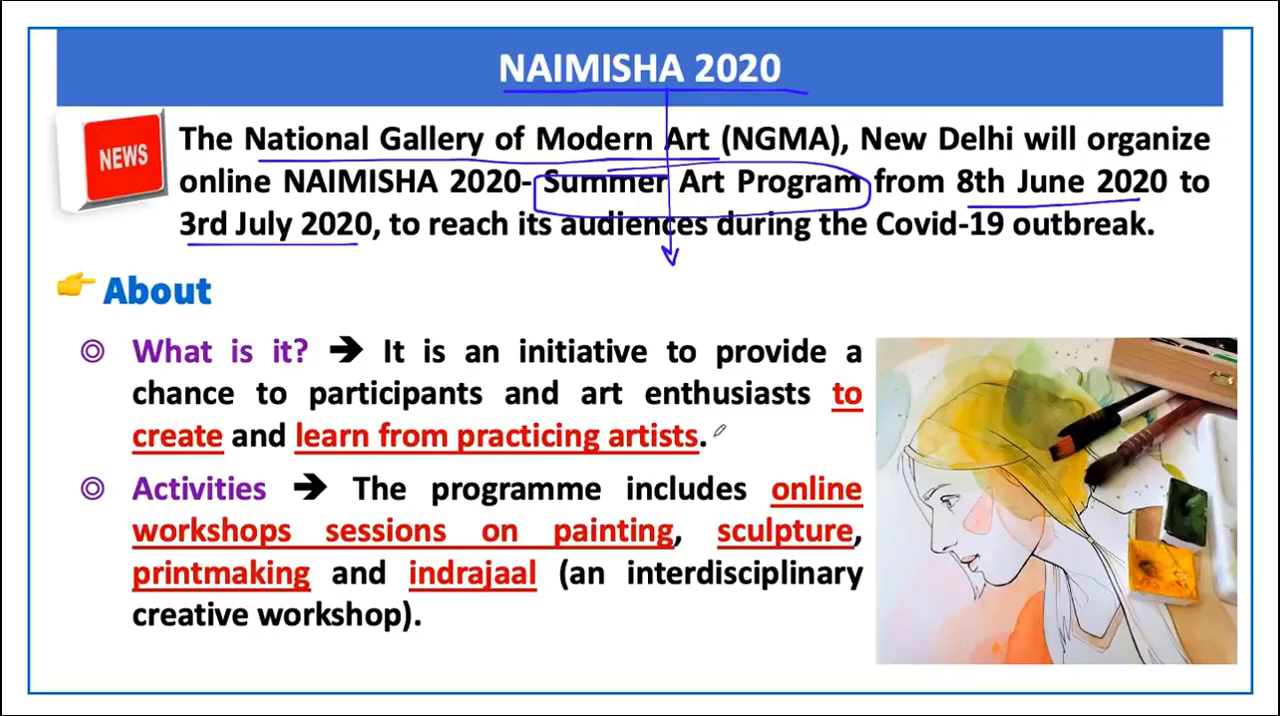 NAIMISHA 2020
NEWS
The National Gallery of Modern Art (NGMA), New Delhi will organize
online NAIMISHA 2020- Summer Art Program from 8th June 2020 to
3rd July 2020, to reach its audiences during the Covid-19 outbreak.
About
What is it? ➔ It is an initiative to provide a
chance to participants and art enthusiasts to
create and learn from practicing artists.
Activities ➔ The programme includes online
workshops sessions on painting, sculpture,
printmaking and indrajaal (an interdisciplinary
creative workshop).